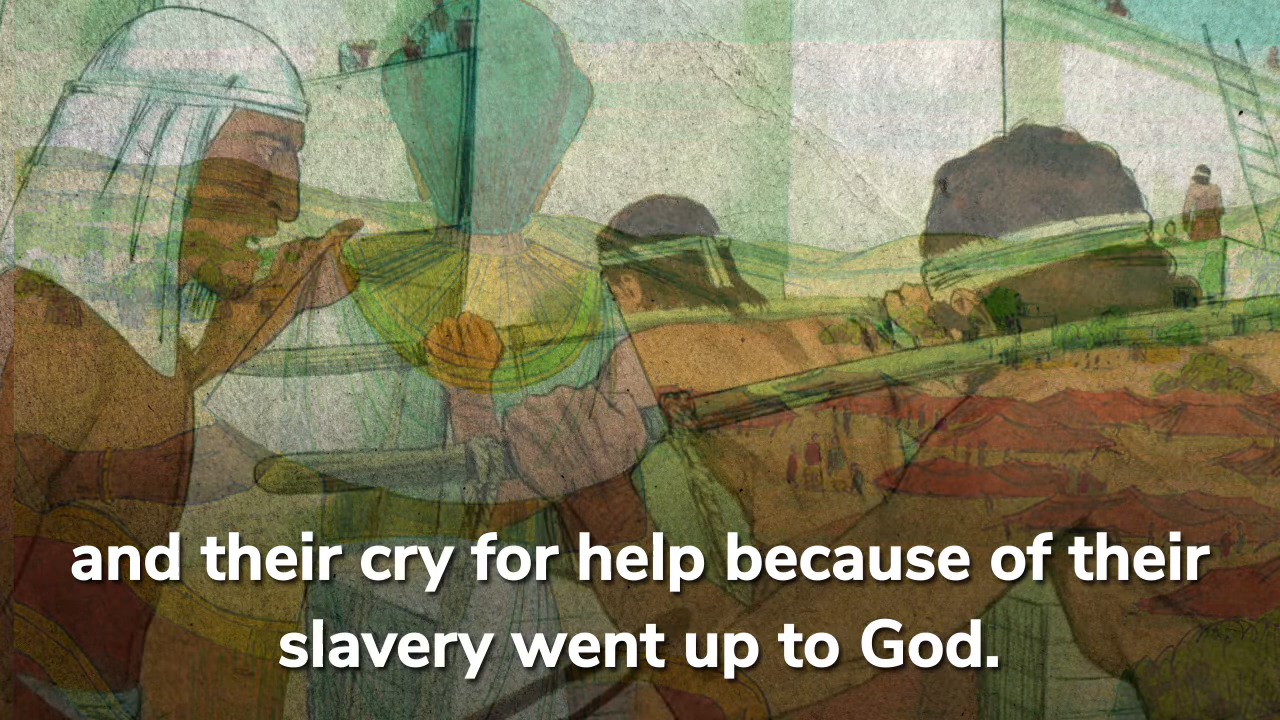 and their cry for help because of their
slavery went up to God.